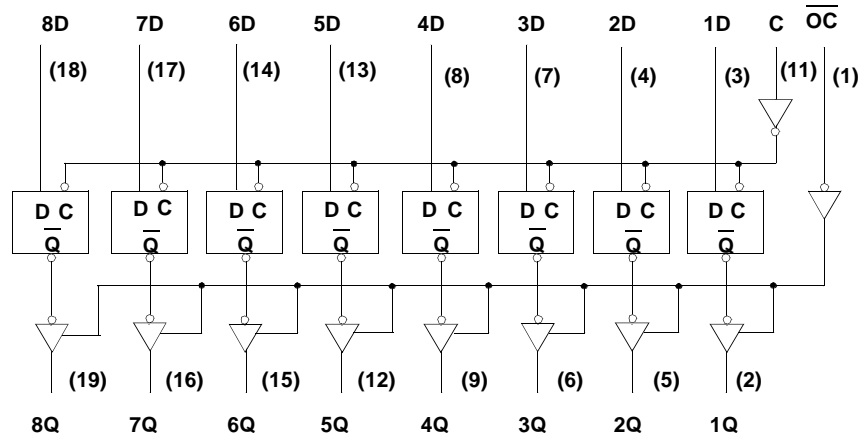 8D 7D 6D 5D 4D 3D 2D 1D C O̅C̅
(18) (17) (14) (13) (8) (7) (4) (3) (11) (1)
D C D C D C D C D C D C D C D C
Q̅ Q̅ Q̅ Q̅ Q̅ Q̅ Q̅ Q̅
(19) (16) (15) (12) (9) (6) (5) (2)
8Q 7Q 6Q 5Q 4Q 3Q 2Q 1Q